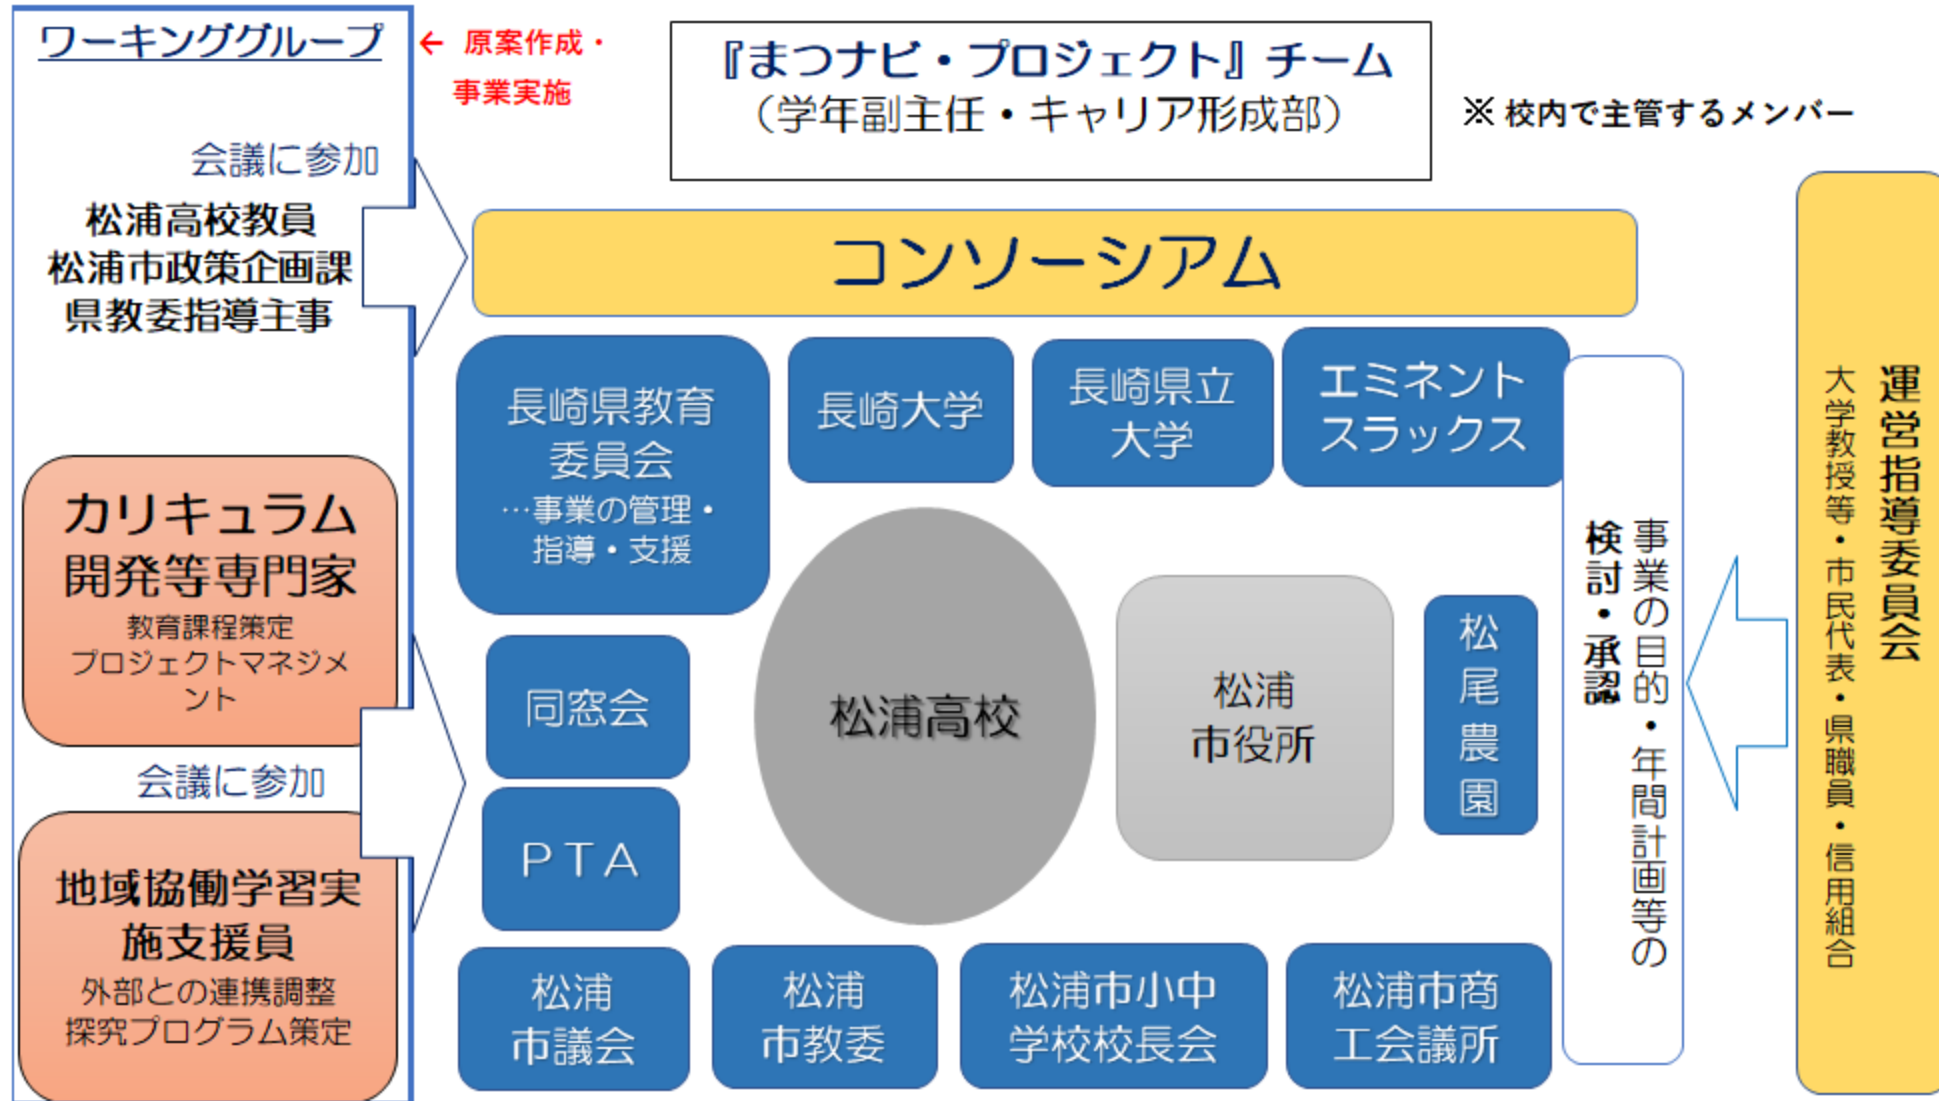 ワーキンググループ
← 原案作成・
事業実施
『まつナビ・プロジェクト』チーム
（学年副主任・キャリア形成部）
※ 校内で主管するメンバー
会議に参加
松浦高校教員
松浦市政策企画課
県教委指導主事
カリキュラム
開発等専門家
教育課程策定
プロジェクトマネジメ
ント
会議に参加
地域協働学習実
施支援員
外部との連携調整
探究プログラム策定
コンソーシアム
長崎県教育
委員会
…事業の管理・
指導・支援
長崎大学
長崎県立
大学
エミネント
スラックス
同窓会
PTA
松浦高校
松浦
市役所
松尾農園
松浦
市議会
松浦
市教委
松浦市小中
学校校長会
松浦市商
工会議所
事業の目的・年間計画等の
検討・承認
運営指導委員会
大学教授等・市民代表・県職員・信用組合